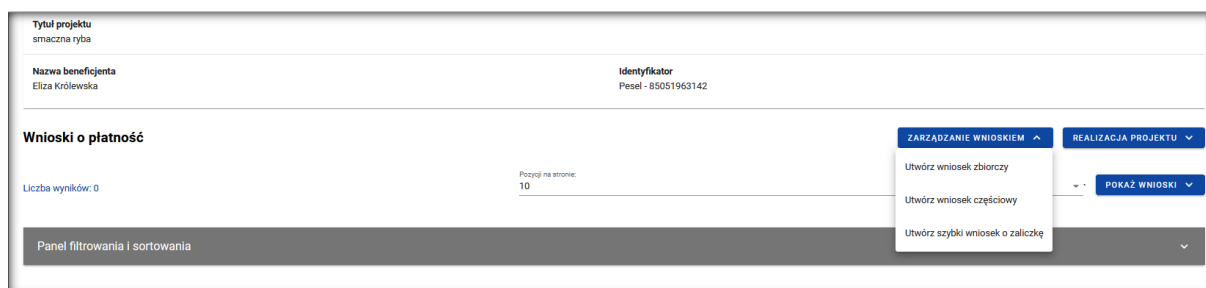 Tytuł projektu
smaczna ryba
Nazwa beneficjenta
Eliza Królewska
Identyfikator
Pesel - 85051963142
Wnioski o płatność
ZARZĄDZANIE WNIOSKIEM
REALIZACJA PROJEKTU
Utwórz wniosek zbiorczy
Utwórz wniosek częściowy
Utwórz szybki wniosek o zaliczkę
Liczba wyników: 0
Pozycji na stronie:
10
POKAŻ WNIOSKI
Panel filtrowania i sortowania